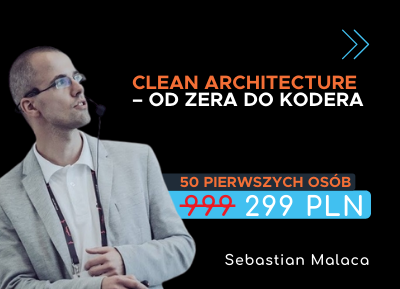 CLEAN ARCHITECTURE
– OD ZERA DO KODERA
50 PIERWSZYCH OSÓB
999 299 PLN
Sebastian Malaca